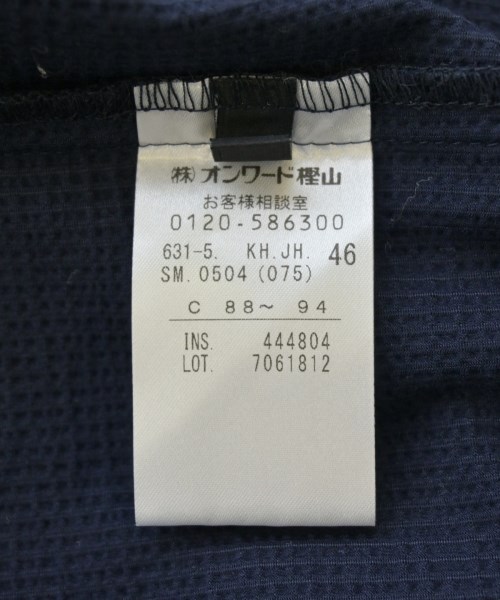 ㈱オンワード樫山
お客様相談室
0120-586300
631-5. KH.JH. 46
SM. 0504 (075)
C 88〜 94
INS. 444804
LOT. 7061812